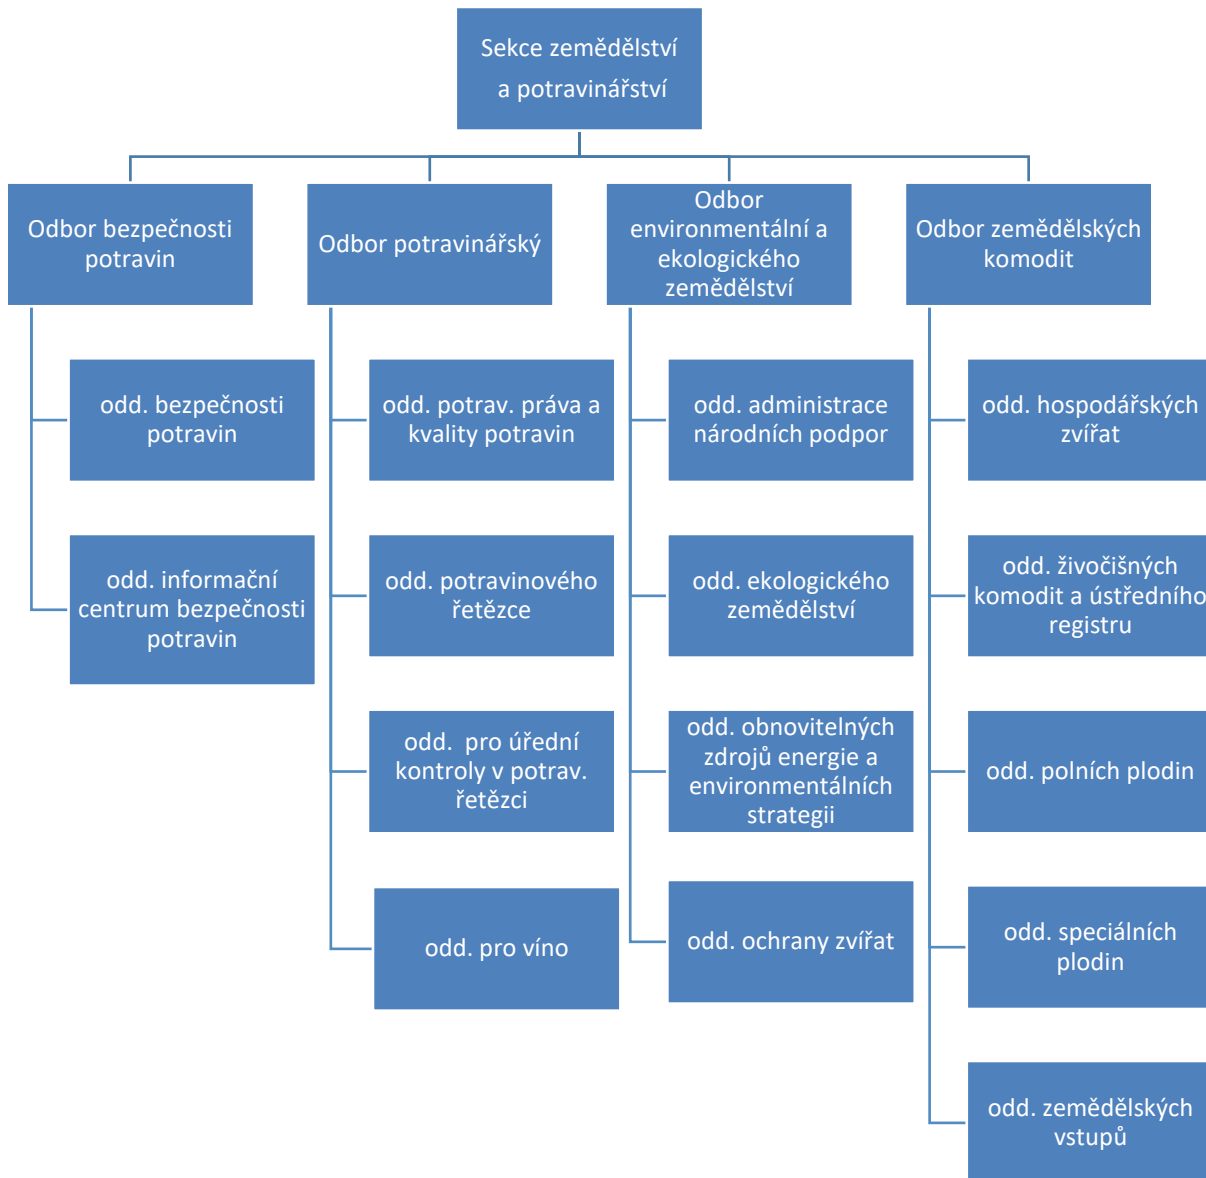 Sekce zemědělství
a potravinářství
Odbor bezpečnosti
potravin
Odbor potravinářský
Odbor
environmentální a
ekologického
zemědělství
Odbor zemědělských
komodit
odd. bezpečnosti
potravin
odd. informační
centrum bezpečnosti
potravin
odd. potrav. práva a
kvality potravin
odd. potravinového
řetězce
odd.  pro úřední
kontroly v potrav.
řetězci
odd. pro víno
odd. administrace
národních podpor
odd. ekologického
zemědělství
odd. obnovitelných
zdrojů energie a
environmentálních
strategii
odd. ochrany zvířat
odd. hospodářských
zvířat
odd. živočišných
komodit a ústředního
registru
odd. polních plodin
odd. speciálních
plodin
odd. zemědělských
vstupů